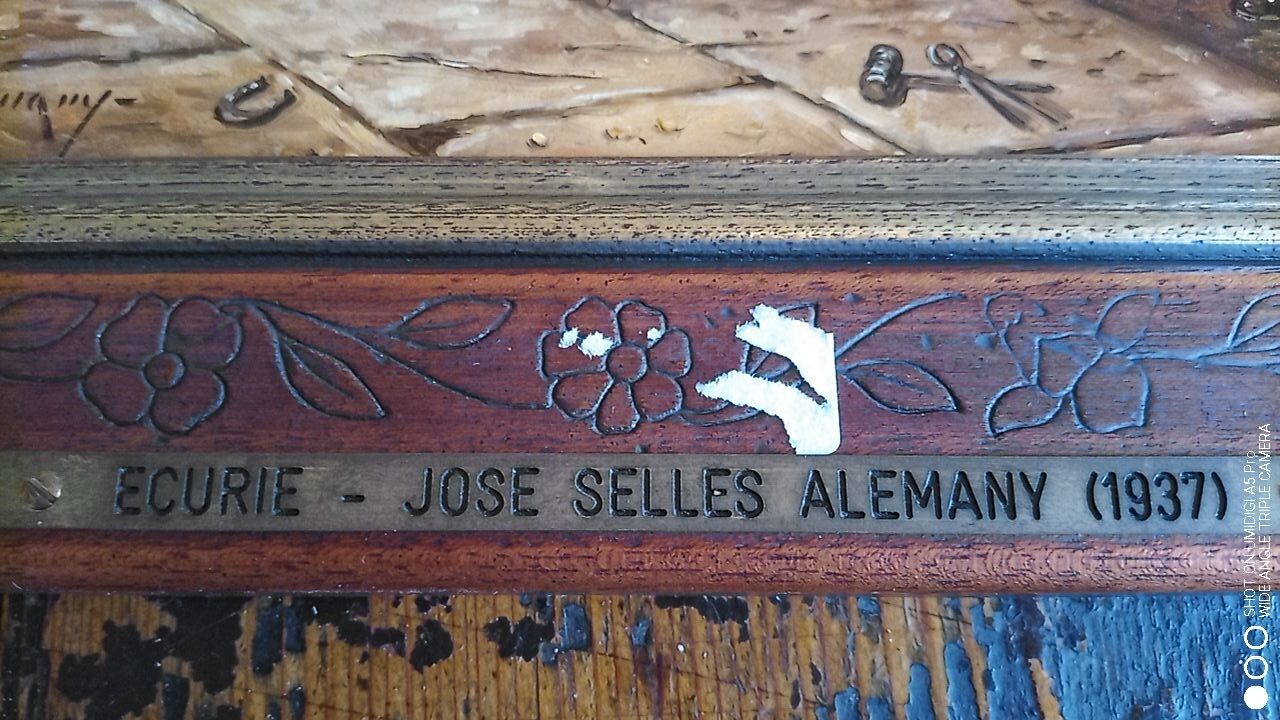 ECURIE - JOSE SELLES ALEMANY (1937)
SHOT ON UMIDIGI A5 Pro
WIDE ANGLE TRIPLE CAMERA